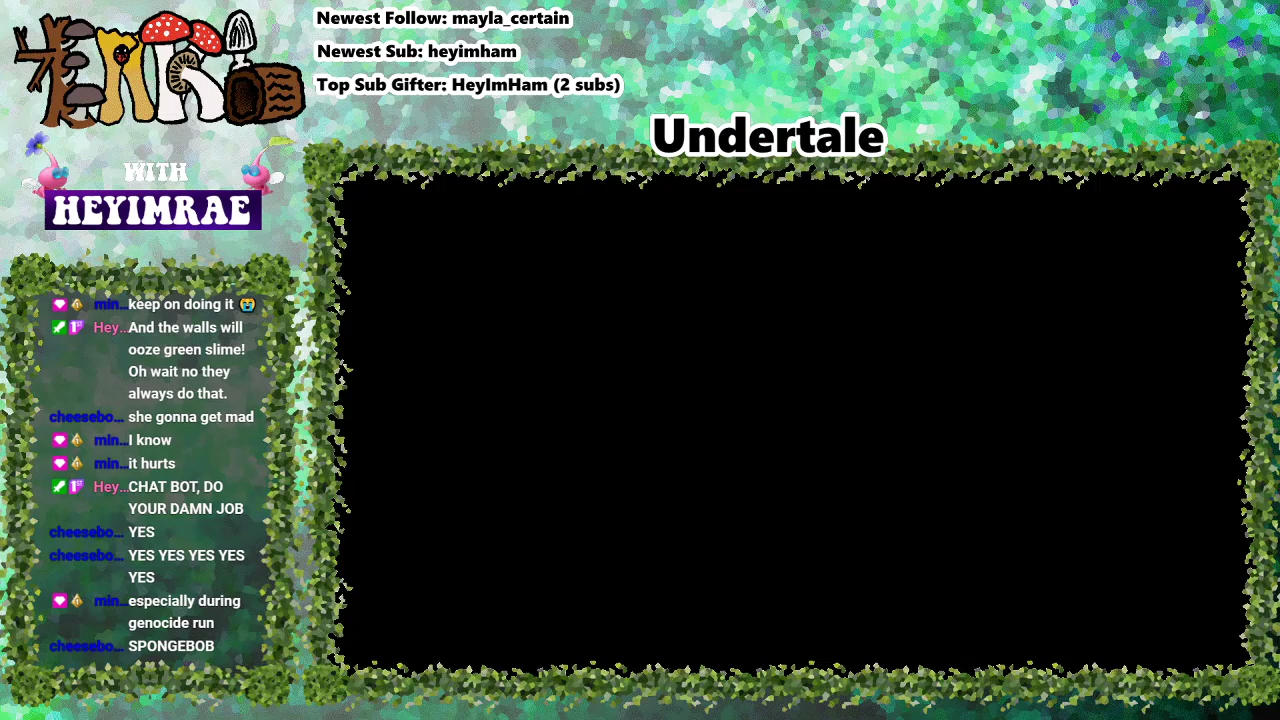 Newest Follow: mayla_certain
Newest Sub: heyimham
Top Sub Gifter: HeyImHam (2 subs)
Undertale
WITH
HEYIMRAE
min... keep on doing it 😭
Hey... And the walls will
ooze green slime!
Oh wait no they
always do that.
cheesebo... she gonna get mad
min... I know
min... it hurts
Hey... CHAT BOT, DO
YOUR DAMN JOB
cheesebo... YES
cheesebo... YES YES YES YES
YES
min... especially during
genocide run
cheesebo... SPONGEBOB